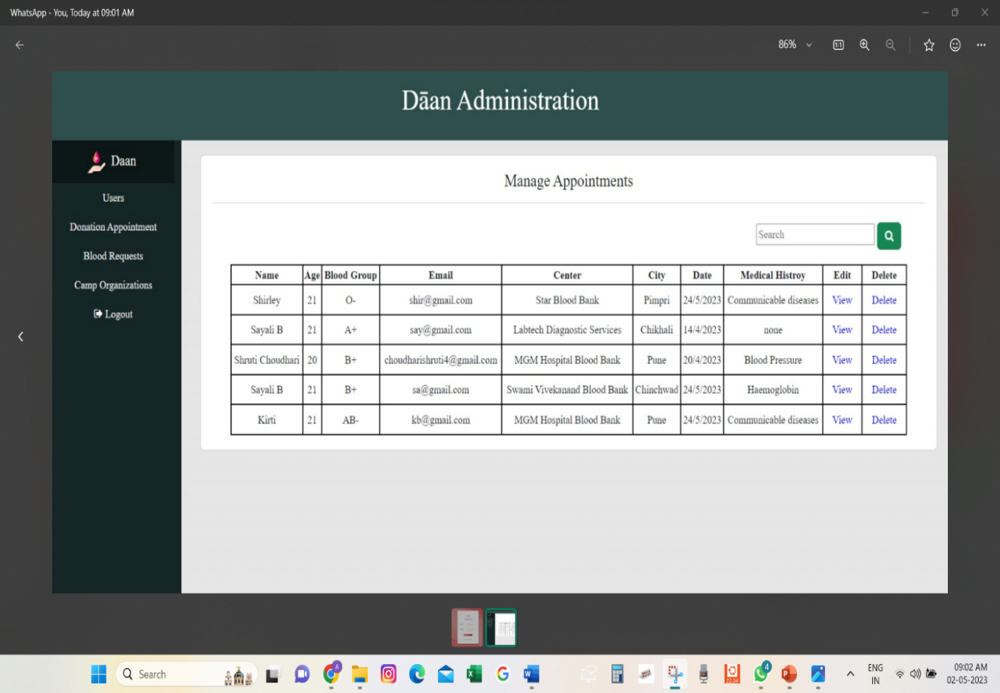 WhatsApp - You, Today at 09:01 AM
86%
Dāan Administration
Daan
Users
Donation Appointment
Blood Requests
Camp Organizations
Logout
Manage Appointments
Search
Name Age Blood Group Email Center City Date Medical Histroy Edit Delete
Shirley 21 O- shir@gmail.com Star Blood Bank Pimpri 24/5/2023 Communicable diseases View Delete
Sayali B 21 A+ say@gmail.com Labtech Diagnostic Services Chikhali 14/4/2023 none View Delete
Shruti Choudhari 20 B+ choudharishruti4@gmail.com MGM Hospital Blood Bank Pune 20/4/2023 Blood Pressure View Delete
Sayali B 21 B+ sa@gmail.com Swami Vivekanand Blood Bank Chinchwad 24/5/2023 Haemoglobin View Delete
Kirti 21 AB- kb@gmail.com MGM Hospital Blood Bank Pune 24/5/2023 Communicable diseases View Delete
Search
ENG
IN
09:02 AM
02-05-2023